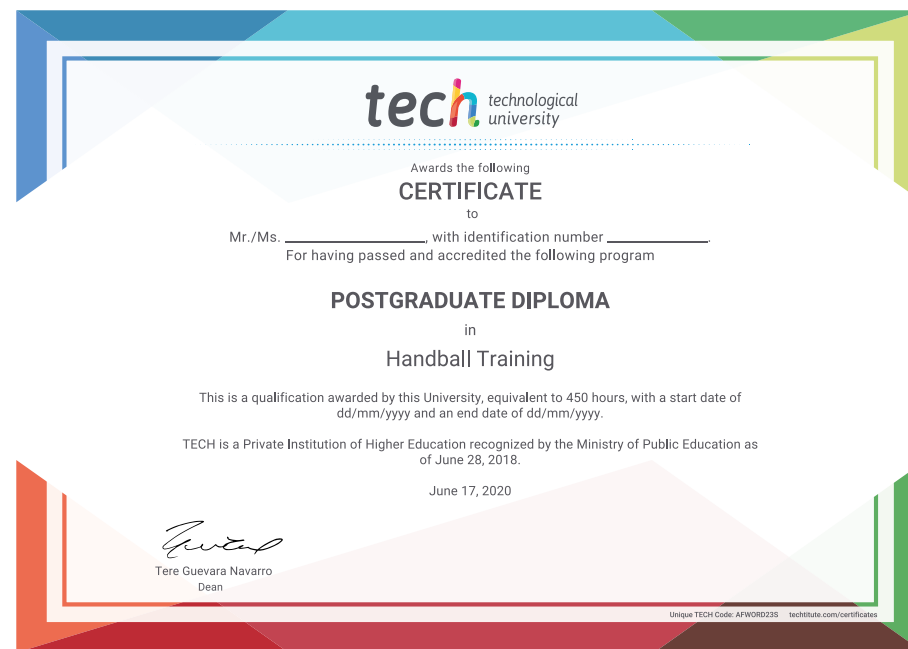 tech technological
university
Awards the following
CERTIFICATE
to
Mr./Ms. ____________________, with identification number ______________.
For having passed and accredited the following program
POSTGRADUATE DIPLOMA
in
Handball Training
This is a qualification awarded by this University, equivalent to 450 hours, with a start date of
dd/mm/yyyy and an end date of dd/mm/yyyy.
TECH is a Private Institution of Higher Education recognized by the Ministry of Public Education as
of June 28, 2018.
June 17, 2020
Tere Guevara Navarro
Dean
Unique TECH Code: AFWORD23S techtitute.com/certificates